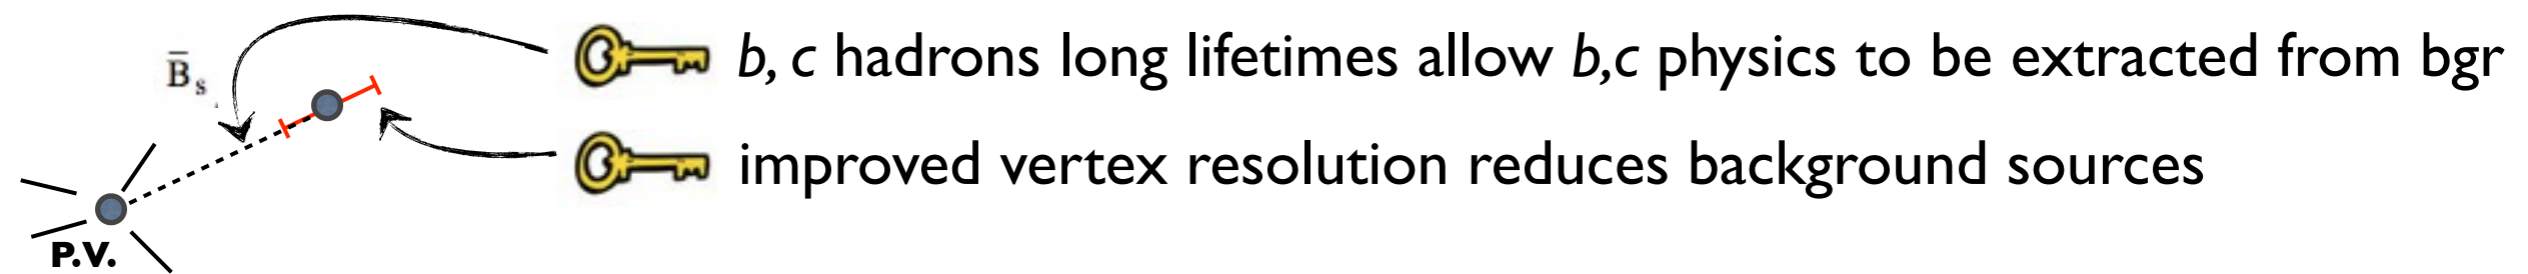 b, c hadrons long lifetimes allow b,c physics to be extracted from bgr
B̄s
improved vertex resolution reduces background sources
P.V.